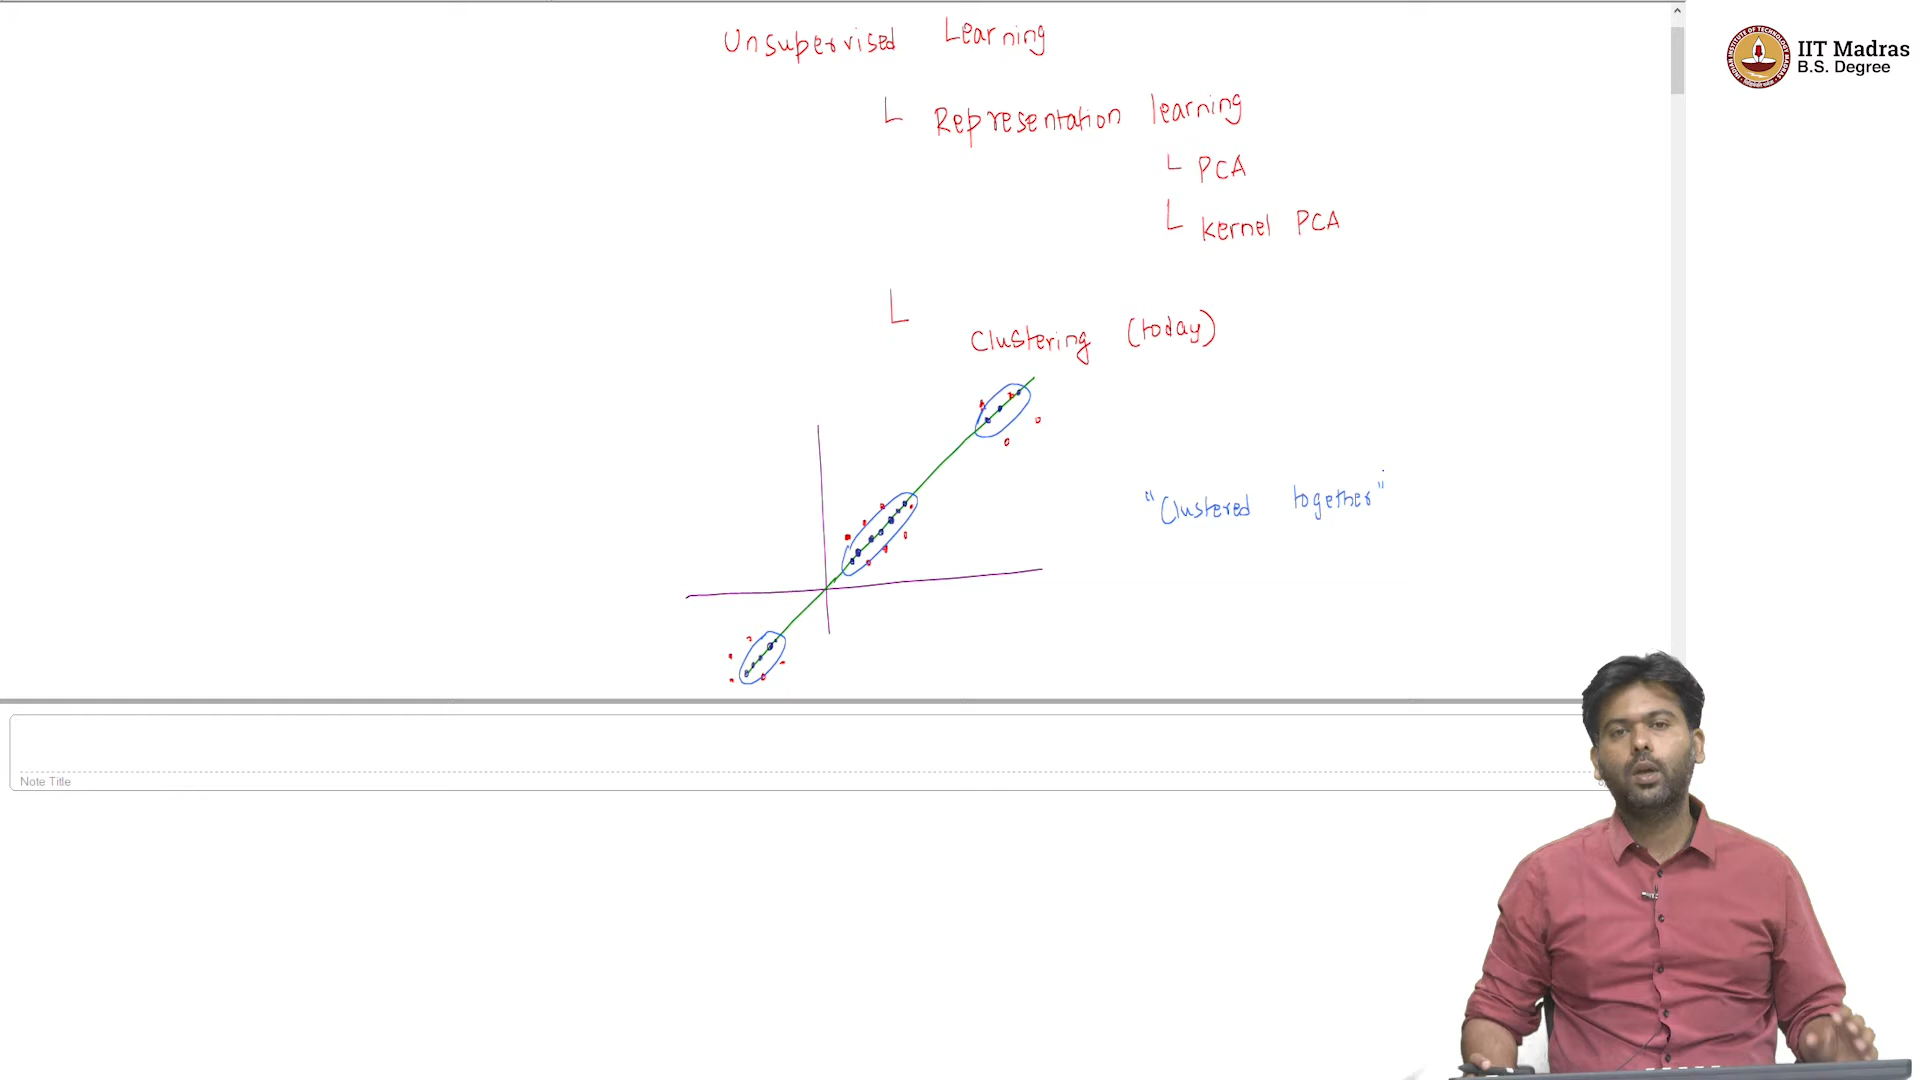 Unsupervised Learning
IIT Madras
B.S. Degree
Representation learning
PCA
Kernel PCA
Clustering (today)
"Clustered together"
Note Title